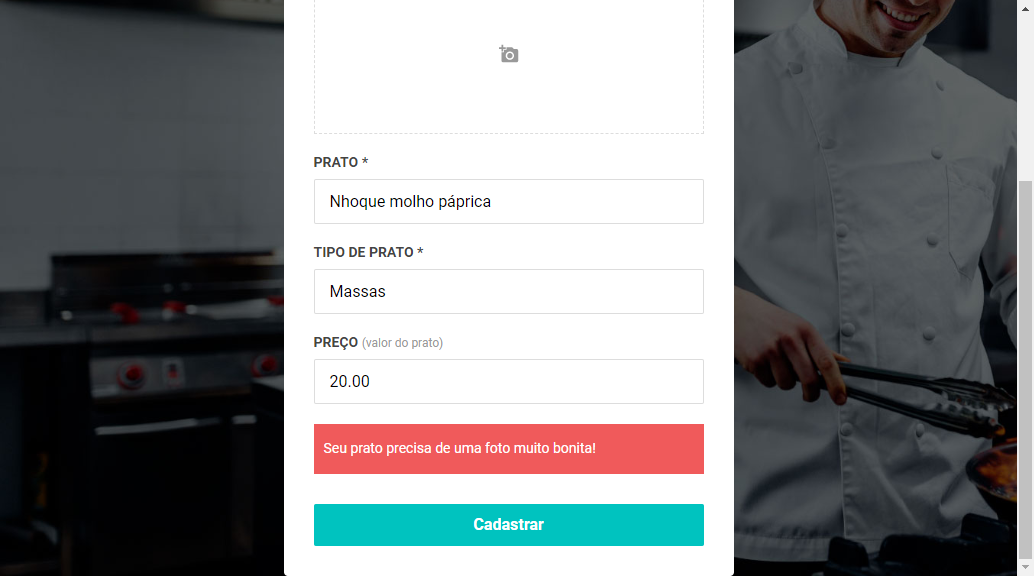 PRATO *
Nhoque molho páprica
TIPO DE PRATO *
Massas
PREÇO (valor do prato)
20.00
Seu prato precisa de uma foto muito bonita!
Cadastrar